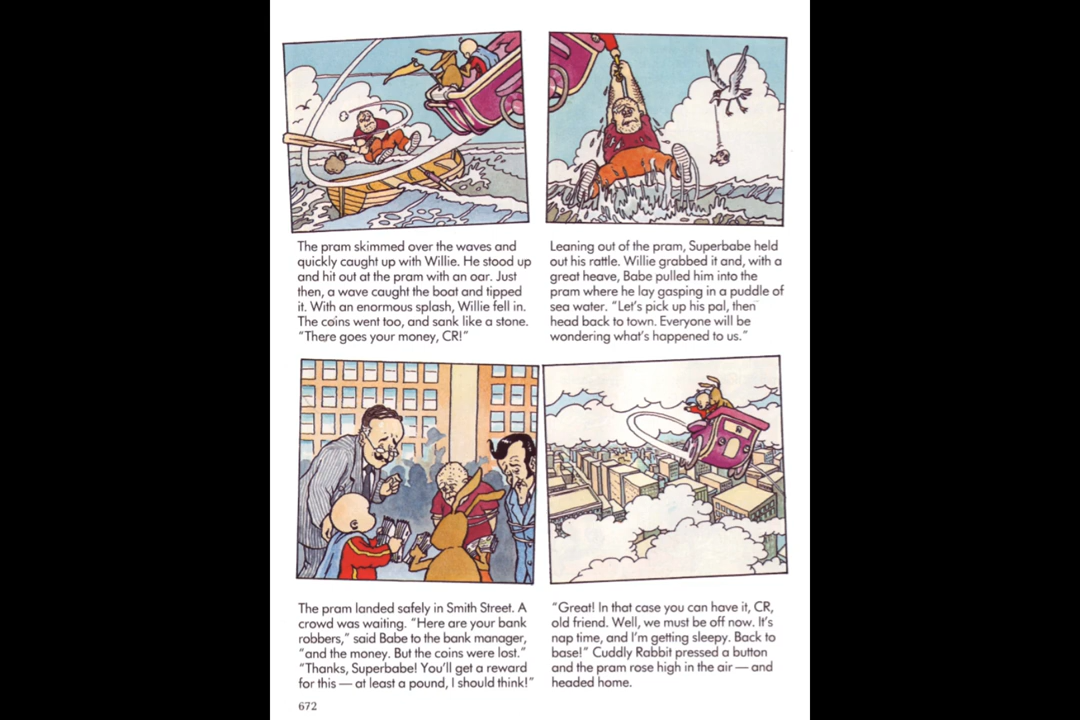 The pram skimmed over the waves and
quickly caught up with Willie. He stood up
and hit out at the pram with an oar. Just
then, a wave caught the boat and tipped
it. With an enormous splash, Willie fell in.
The coins went too, and sank like a stone.
"There goes your money, CR!"
Leaning out of the pram, Superbabe held
out his rattle. Willie grabbed it and, with a
great heave, Babe pulled him into the
pram where he lay gasping in a puddle of
sea water. "Let's pick up his pal, then
head back to town. Everyone will be
wondering what's happened to us."
The pram landed safely in Smith Street. A
crowd was waiting. "Here are your bank
robbers," said Babe to the bank manager,
"and the money. But the coins were lost."
"Thanks, Superbabe! You'll get a reward
for this — at least a pound, I should think!"
"Great! In that case you can have it, CR,
old friend. Well, we must be off now. It's
nap time, and I'm getting sleepy. Back to
base!" Cuddly Rabbit pressed a button
and the pram rose high in the air — and
headed home.
672